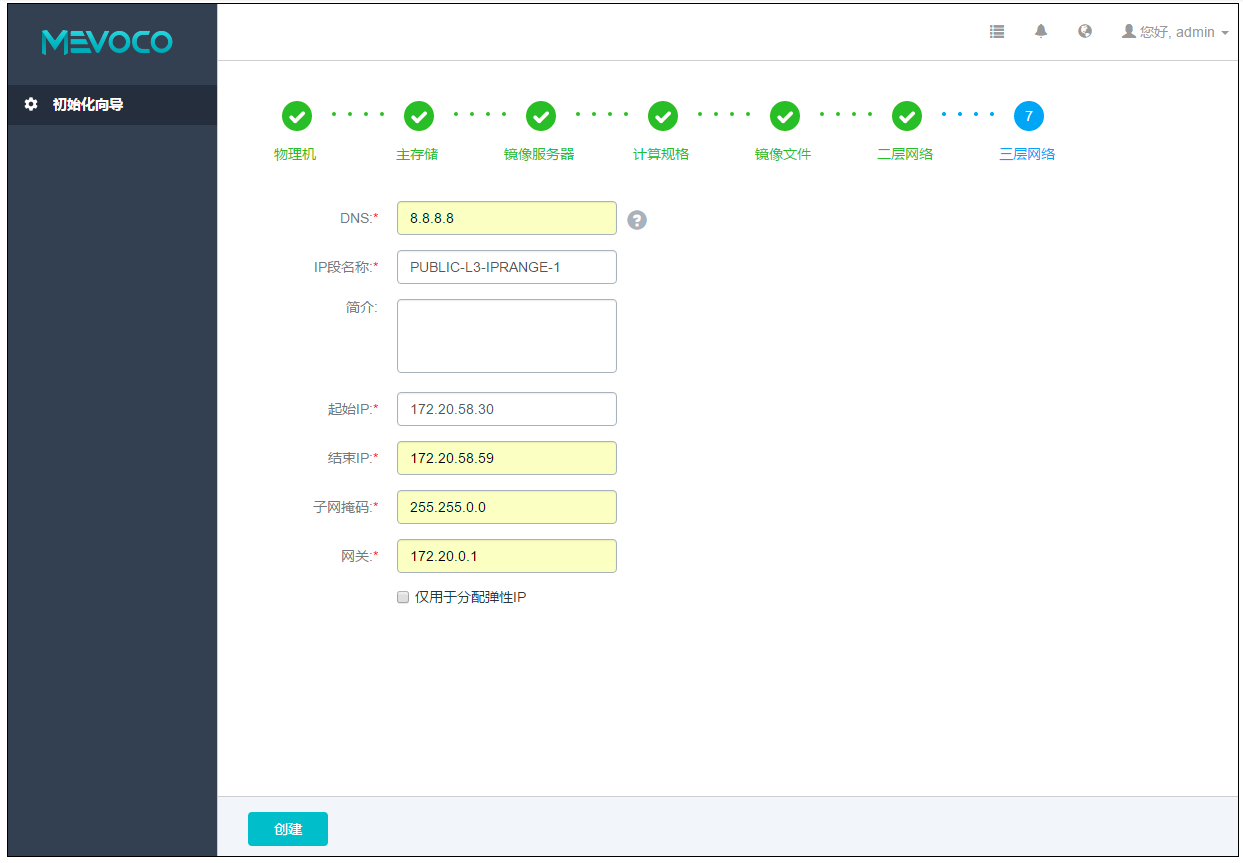 MEVOCO
您好, admin
初始化向导
7
物理机 主存储 镜像服务器 计算规格 镜像文件 二层网络 三层网络
DNS:* 8.8.8.8 ?
IP段名称:* PUBLIC-L3-IPRANGE-1
简介:
起始IP:* 172.20.58.30
结束IP:* 172.20.58.59
子网掩码:* 255.255.0.0
网关:* 172.20.0.1
仅用于分配弹性IP
创建